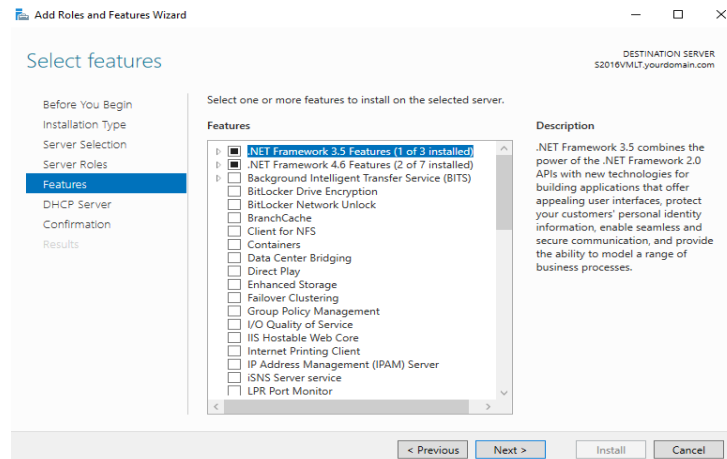 Add Roles and Features Wizard
Select features
DESTINATION SERVER
S2016VMLT.yourdomain.com
Before You Begin
Installation Type
Server Selection
Server Roles
Features
DHCP Server
Confirmation
Results
Select one or more features to install on the selected server.
Features
.NET Framework 3.5 Features (1 of 3 installed)
.NET Framework 4.6 Features (2 of 7 installed)
Background Intelligent Transfer Service (BITS)
BitLocker Drive Encryption
BitLocker Network Unlock
BranchCache
Client for NFS
Containers
Data Center Bridging
Direct Play
Enhanced Storage
Failover Clustering
Group Policy Management
I/O Quality of Service
IIS Hostable Web Core
Internet Printing Client
IP Address Management (IPAM) Server
iSNS Server service
LPR Port Monitor
Description
.NET Framework 3.5 combines the
power of the .NET Framework 2.0
APIs with new technologies for
building applications that offer
appealing user interfaces, protect
your customers' personal identity
information, enable seamless and
secure communication, and provide
the ability to model a range of
business processes.
< Previous
Next >
Install
Cancel